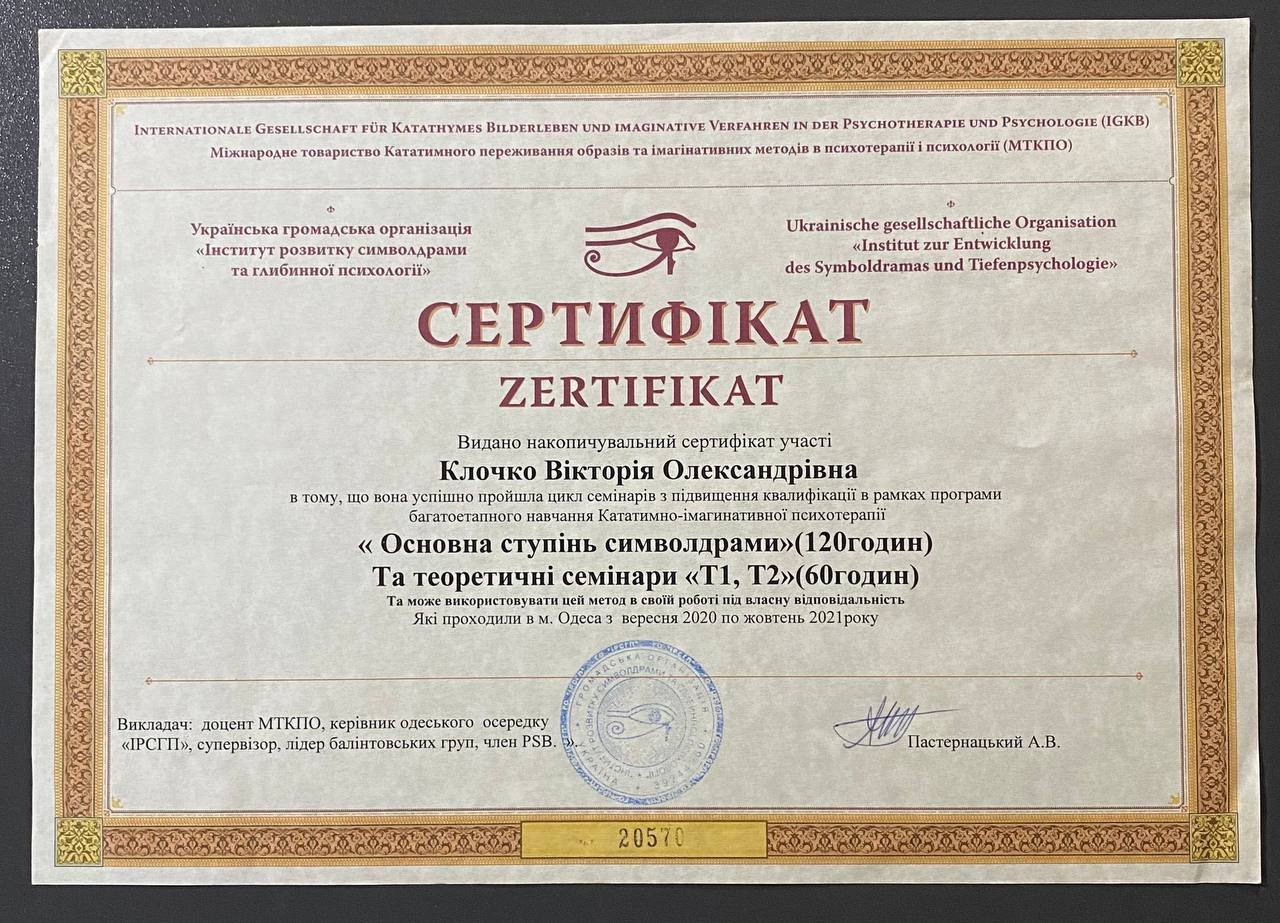 Internationale Gesellschaft für Katathymes Bilderleben und imaginative Verfahren in der Psychotherapie und Psychologie (IGKB)
Міжнародне товариство Кататимного переживання образів та імагінативних методів в психотерапії і психології (МТКПО)
Українська громадська організація
«Інститут розвитку символдрами
та глибинної психології»
Ukrainische gesellschaftliche Organisation
«Institut zur Entwicklung
des Symboldramas und Tiefenpsychologie»
СЕРТИФІКАТ
ZERTIFIKAT
Видано накопичувальний сертифікат участі
Клочко Вікторія Олександрівна
в тому, що вона успішно пройшла цикл семінарів з підвищення квалифікації в рамках програми
багатоетапного навчання Кататимно-імагинативної психотерапії
« Основна ступінь символдрами»(120годин)
Та теоретичні семінари «Т1, Т2»(60годин)
Та може використовувати цей метод в своїй роботі під власну відповідальність
Які проходили в м. Одеса з вересня 2020 по жовтень 2021року
Викладач: доцент МТКПО, керівник одеського осередку
«ІРСГП», супервізор, лідер балінтовських груп, член PSB. ».
Пастернацький А.В.
ГРОМАДСЬКА ОРГАНІЗАЦІЯ
УКРАЇНА
20570